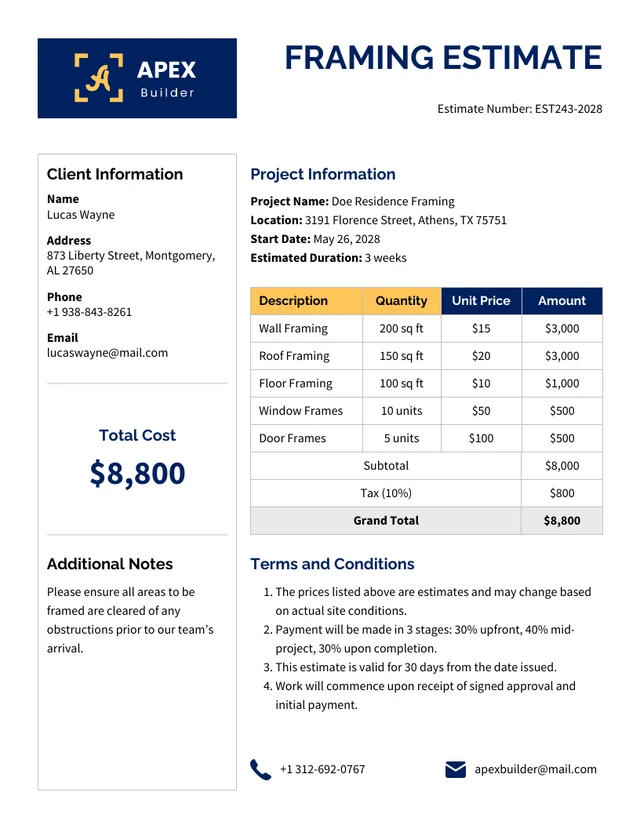 APEX
Builder
FRAMING ESTIMATE
Estimate Number: EST243-2028
Client Information
Name
Lucas Wayne
Address
873 Liberty Street, Montgomery,
AL 27650
Phone
+1 938-843-8261
Email
lucaswayne@mail.com
Total Cost
$8,800
Additional Notes
Please ensure all areas to be
framed are cleared of any
obstructions prior to our team's
arrival.
Project Information
Project Name: Doe Residence Framing
Location: 3191 Florence Street, Athens, TX 75751
Start Date: May 26, 2028
Estimated Duration: 3 weeks
Description Quantity Unit Price Amount
Wall Framing 200 sq ft $15 $3,000
Roof Framing 150 sq ft $20 $3,000
Floor Framing 100 sq ft $10 $1,000
Window Frames 10 units $50 $500
Door Frames 5 units $100 $500
Subtotal $8,000
Tax (10%) $800
Grand Total $8,800
Terms and Conditions
1. The prices listed above are estimates and may change based
on actual site conditions.
2. Payment will be made in 3 stages: 30% upfront, 40% mid-
project, 30% upon completion.
3. This estimate is valid for 30 days from the date issued.
4. Work will commence upon receipt of signed approval and
initial payment.
+1 312-692-0767
apexbuilder@mail.com